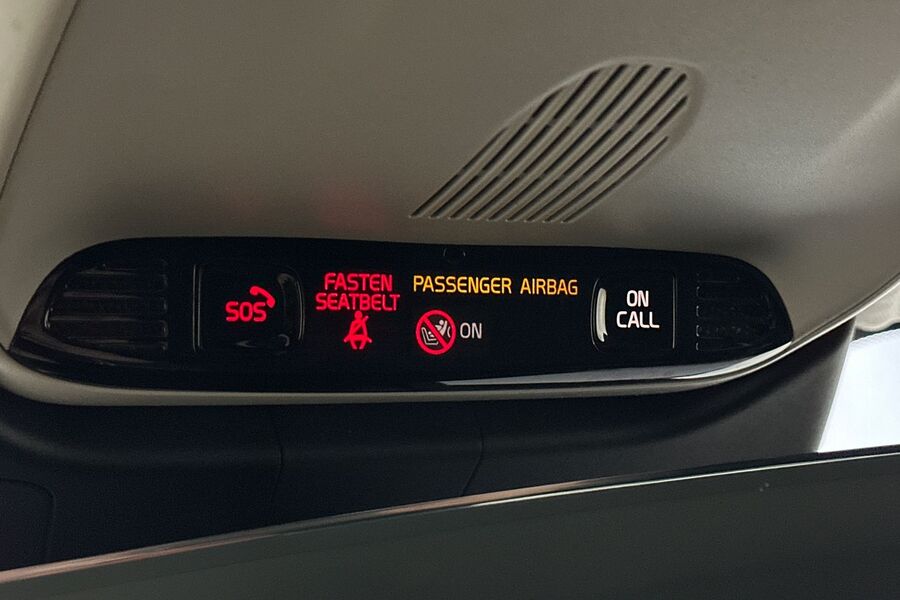 SOS
FASTEN
SEATBELT
PASSENGER AIRBAG
ON
ON
CALL